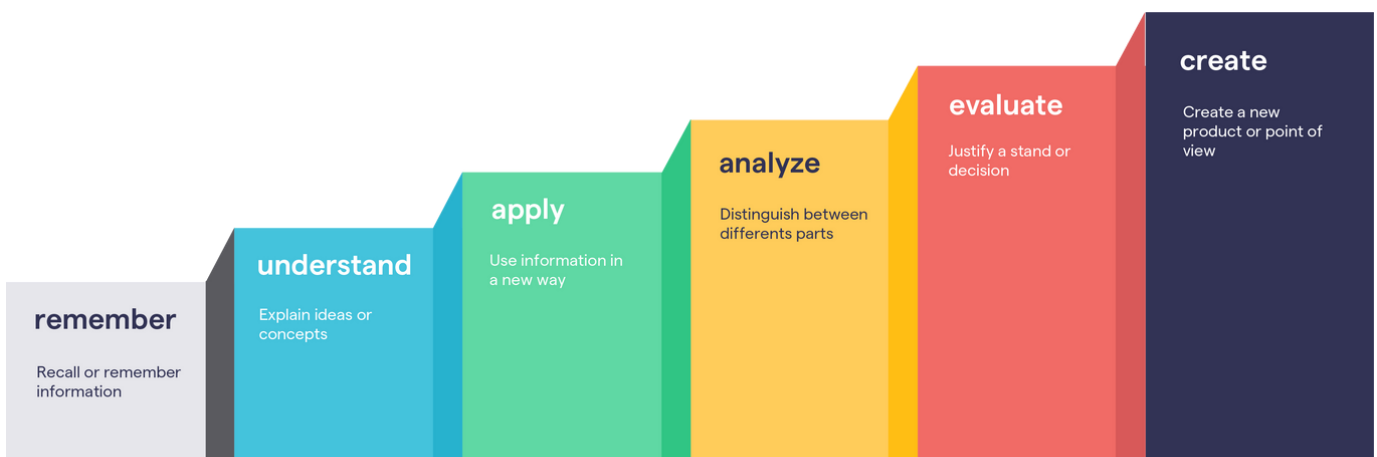 remember
Recall or remember
information
understand
Explain ideas or
concepts
apply
Use information in
a new way
analyze
Distinguish between
differents parts
evaluate
Justify a stand or
decision
create
Create a new
product or point of
view